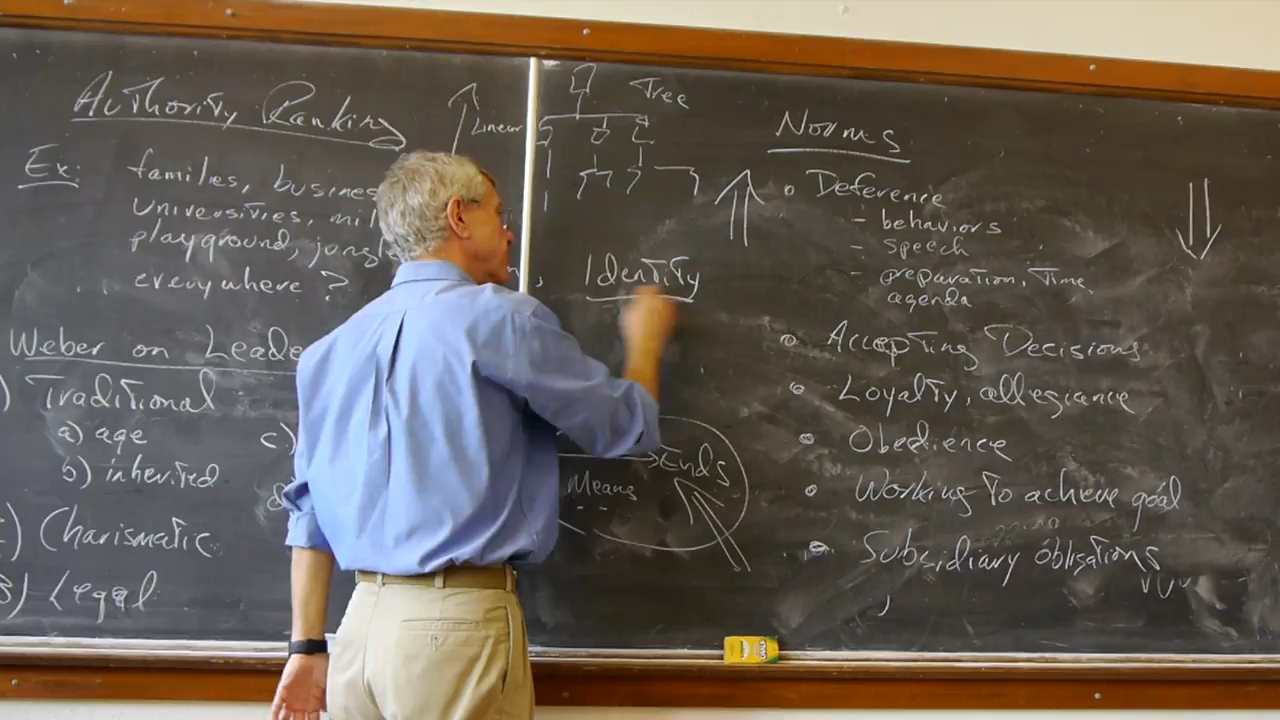 Authority Ranking
Linear
Ex: families, busines
universities, mil
playground, jungle
everywhere ?
Weber on Leade
) Traditional
a) age
c)
b) inherited
) Charismatic
3) Legal
Tree
Identity
Means
Ends
Norms
Deference
- behaviors
- speech
- preparation, time,
agenda
Accepting Decisions
Loyalty, allegiance
Obedience
Working to achieve goal
Subsidiary obligations